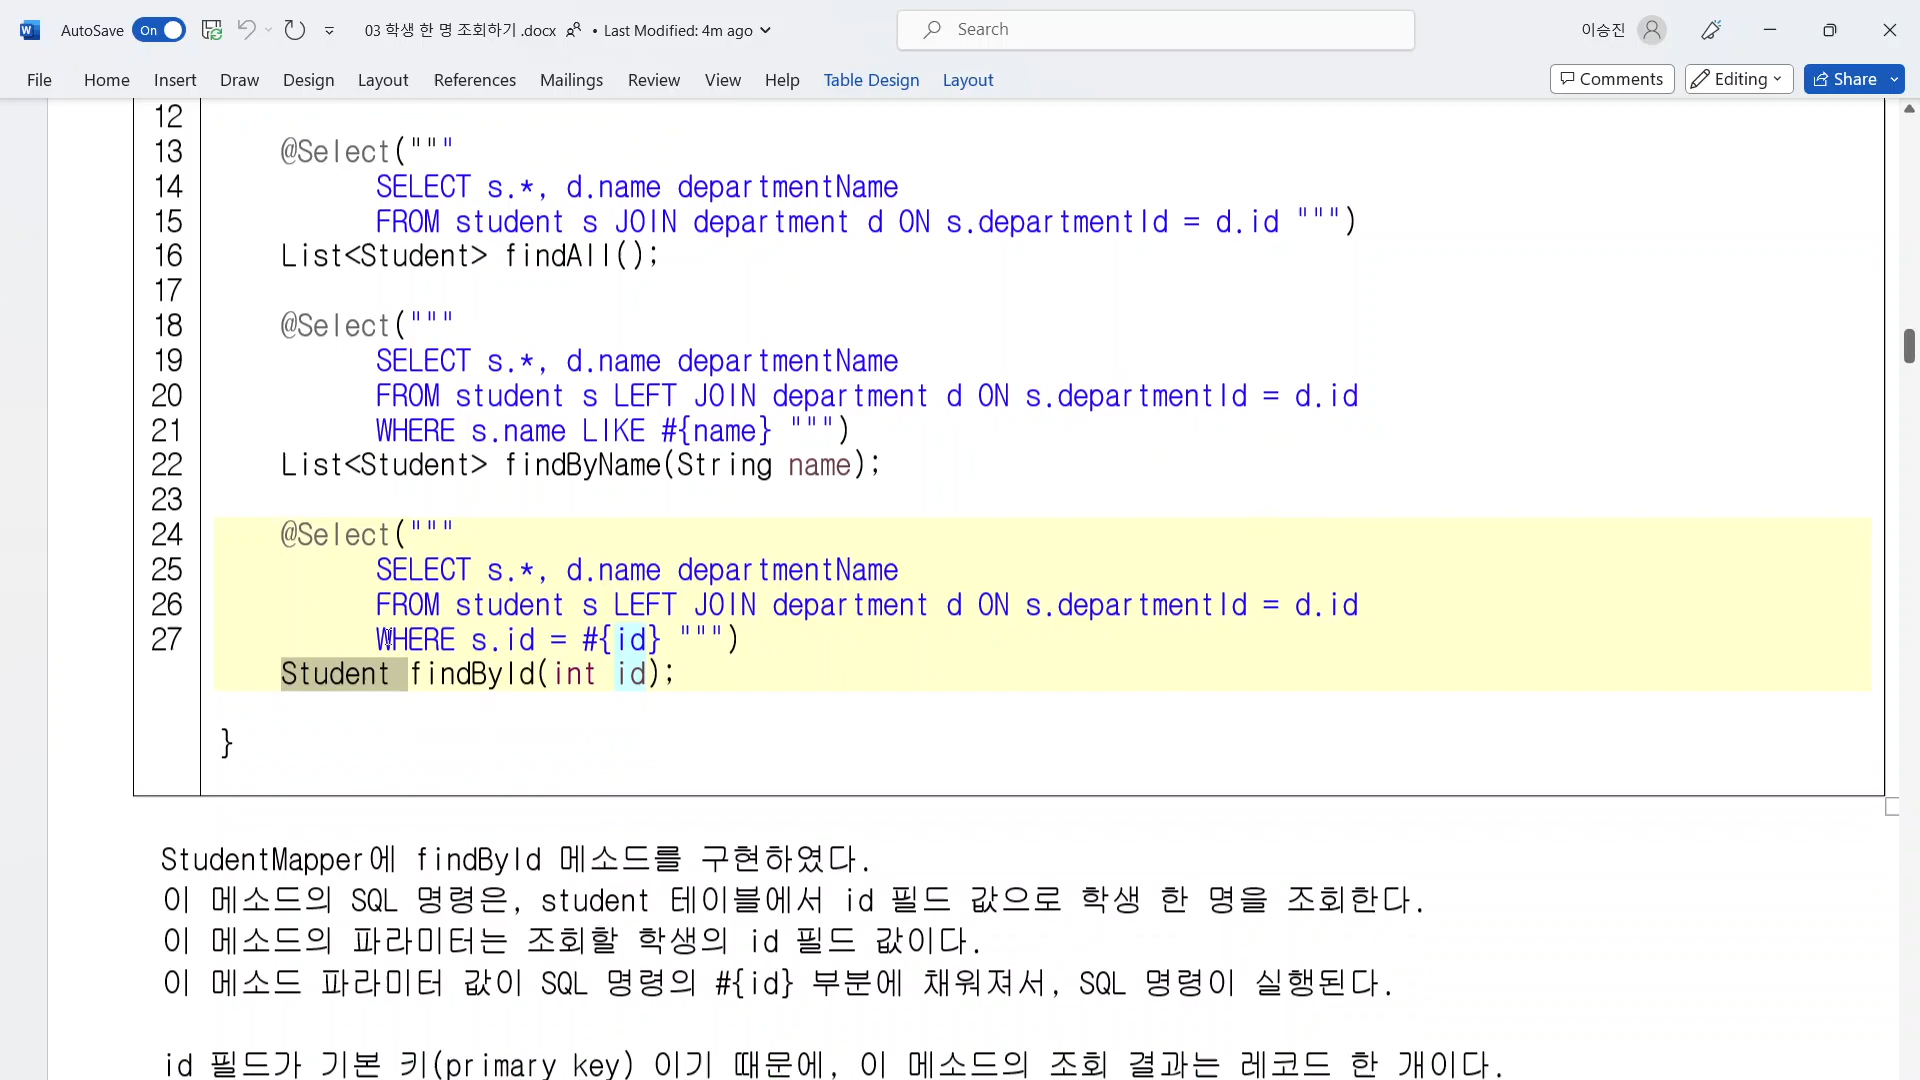 AutoSave On 03 학생 한 명 조회하기 .docx • Last Modified: 4m ago Search 이승진
File Home Insert Draw Design Layout References Mailings Review View Help Table Design Layout Comments Editing Share
12
13 @Select("""
14 SELECT s.*, d.name departmentName
15 FROM student s JOIN department d ON s.departmentId = d.id """)
16 List<Student> findAll();
17
18 @Select("""
19 SELECT s.*, d.name departmentName
20 FROM student s LEFT JOIN department d ON s.departmentId = d.id
21 WHERE s.name LIKE #{name} """)
22 List<Student> findByName(String name);
23
24 @Select("""
25 SELECT s.*, d.name departmentName
26 FROM student s LEFT JOIN department d ON s.departmentId = d.id
27 WHERE s.id = #{id} """)
Student findById(int id);
}
StudentMapper에 findById 메소드를 구현하였다.
이 메소드의 SQL 명령은, student 테이블에서 id 필드 값으로 학생 한 명을 조회한다.
이 메소드의 파라미터는 조회할 학생의 id 필드 값이다.
이 메소드 파라미터 값이 SQL 명령의 #{id} 부분에 채워져서, SQL 명령이 실행된다.
id 필드가 기본 키(primary key) 이기 때문에, 이 메소드의 조회 결과는 레코드 한 개이다.